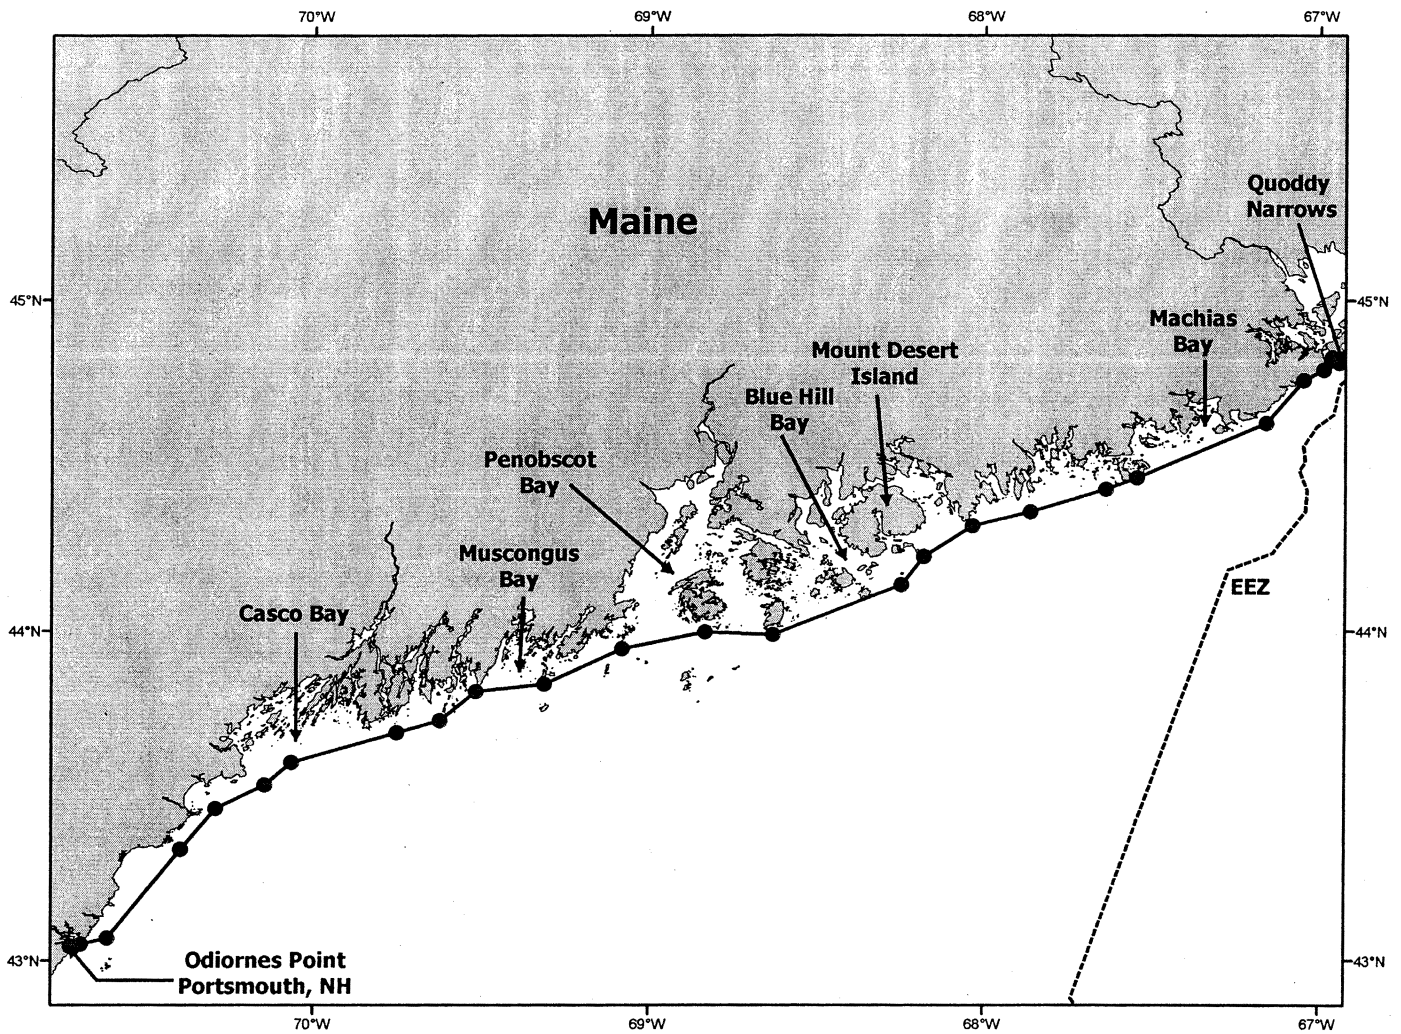 70°W 69°W 68°W 67°W
Quoddy
Narrows
Maine
45°N 45°N
Machias
Bay
Mount Desert
Island
Blue Hill
Bay
Penobscot
Bay
Muscongus
Bay
EEZ
Casco Bay
44°N 44°N
Odiornes Point
Portsmouth, NH
43°N 43°N
70°W 69°W 68°W 67°W